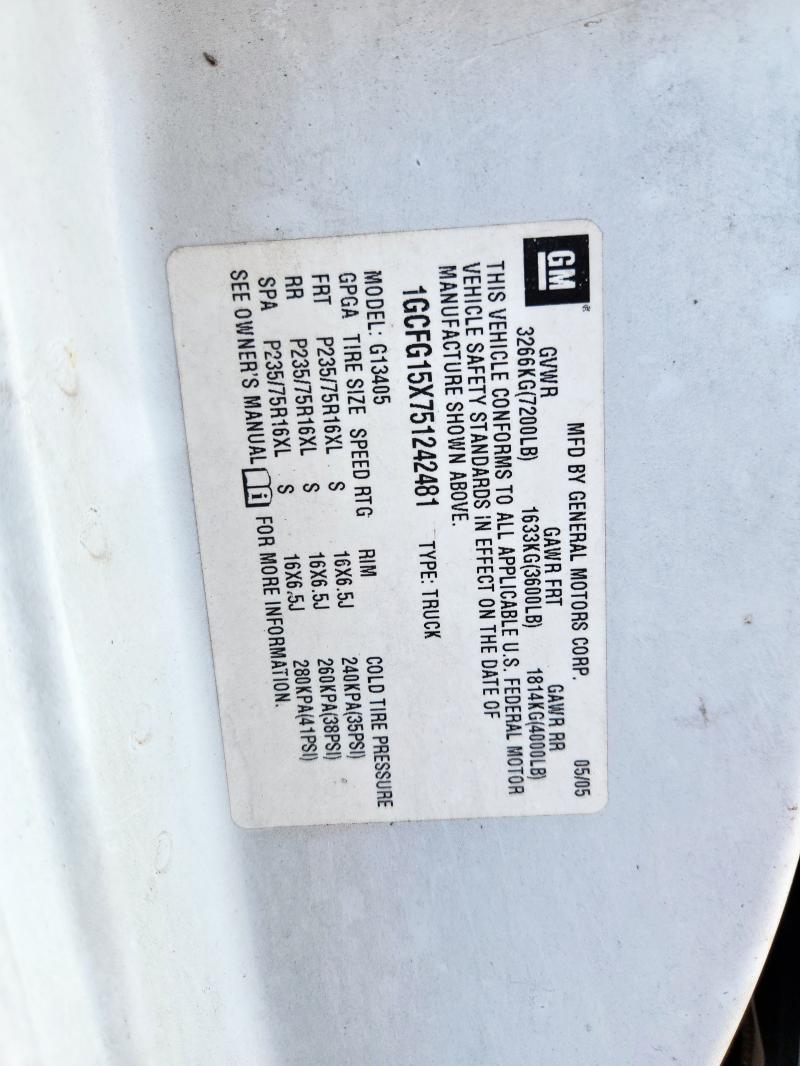 GM®
MFD BY GENERAL MOTORS CORP. 05/05
GVWR GAWR FRT GAWR RR
3266KG(7200LB) 1633KG(3600LB) 1814KG(4000LB)
THIS VEHICLE CONFORMS TO ALL APPLICABLE U.S. FEDERAL MOTOR
VEHICLE SAFETY STANDARDS IN EFFECT ON THE DATE OF
MANUFACTURE SHOWN ABOVE.
1GCFG15X751242481 TYPE: TRUCK
MODEL: G13405
GPGA TIRE SIZE SPEED RTG RIM COLD TIRE PRESSURE
FRT P235/75R16XL S 16X6.5J 240KPA(35PSI)
RR P235/75R16XL S 16X6.5J 260KPA(38PSI)
SPA P235/75R16XL S 16X6.5J 280KPA(41PSI)
SEE OWNER'S MANUAL i FOR MORE INFORMATION.